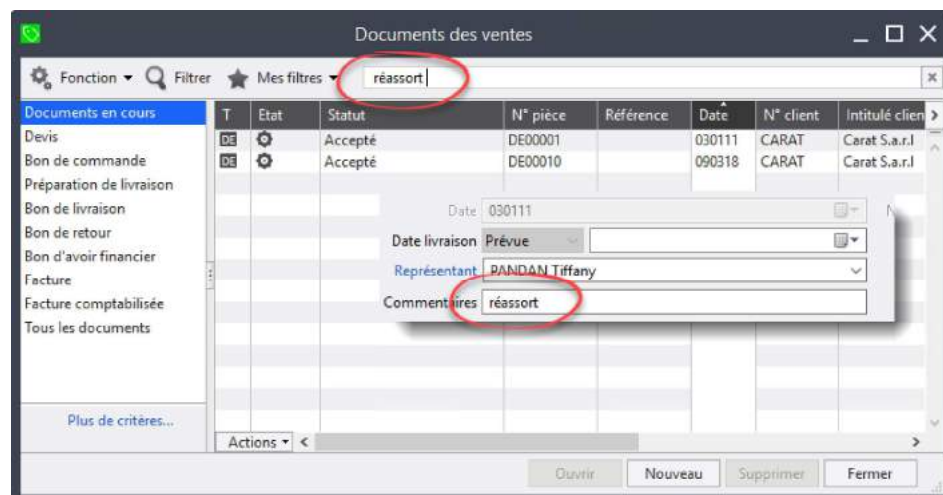 Documents des ventes
Fonction Filtrer Mes filtres réassort
Documents en cours
Devis
Bon de commande
Préparation de livraison
Bon de livraison
Bon de retour
Bon d'avoir financier
Facture
Facture comptabilisée
Tous les documents
Plus de critères...
T Etat Statut N° pièce Référence Date N° client Intitulé clien
DE Accepté DE00001 030111 CARAT Carat S.a.r.l
DE Accepté DE00010 090318 CARAT Carat S.a.r.l
Date 030111
Date livraison Prévue
Représentant PANDAN Tiffany
Commentaires réassort
Actions
Ouvrir Nouveau Supprimer Fermer